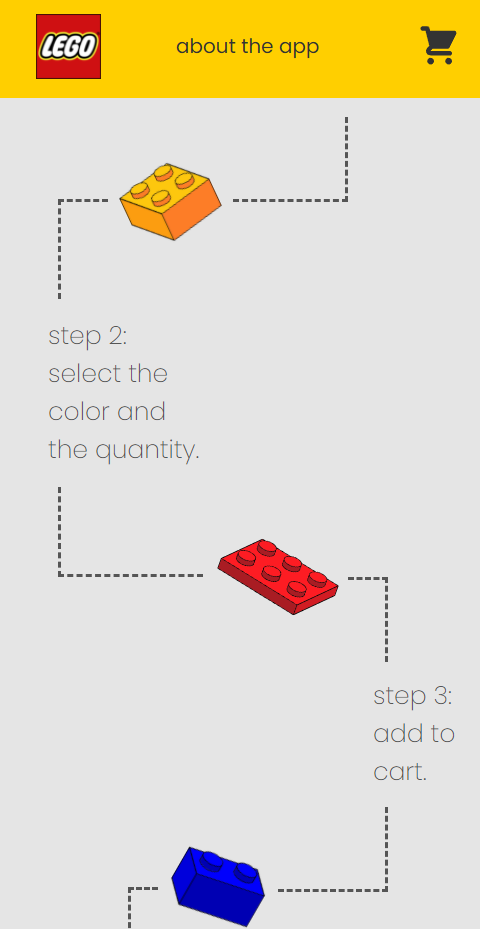 LEGO
about the app
step 2:
select the
color and
the quantity.
step 3:
add to
cart.